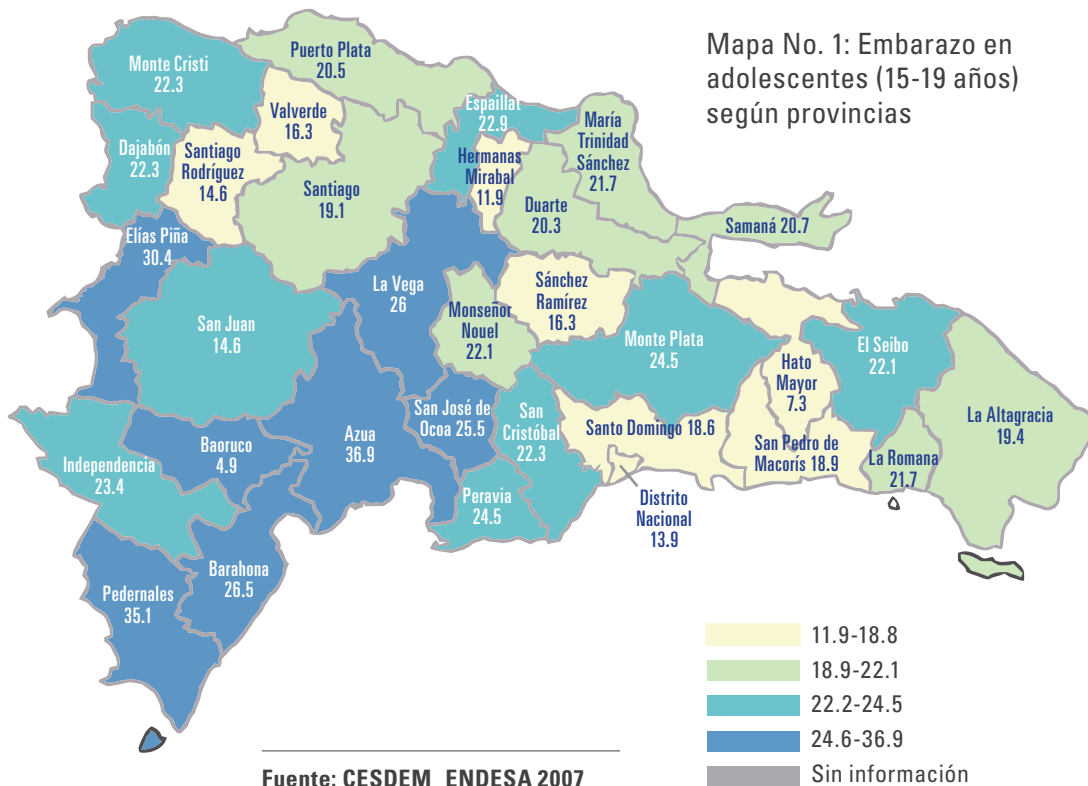 Mapa No. 1: Embarazo en
adolescentes (15-19 años)
según provincias
Puerto Plata
20.5
Monte Cristi
22.3
Valverde
16.3
Espaillat
22.9
María
Trinidad
Sánchez
21.7
Dajabón
22.3
Santiago
Rodríguez
14.6
Hermanas
Mirabal
11.9
Santiago
19.1
Duarte
20.3
Samaná 20.7
Elías Piña
30.4
La Vega
26
Sánchez
Ramírez
16.3
San Juan
14.6
Monseñor
Nouel
22.1
Monte Plata
24.5
El Seibo
22.1
Hato
Mayor
7.3
La Altagracia
19.4
San José de
Ocoa 25.5
San
Cristóbal
22.3
Santo Domingo 18.6
San Pedro de
Macorís 18.9
La Romana
21.7
Azua
36.9
Baoruco
4.9
Independencia
23.4
Peravia
24.5
Distrito
Nacional
13.9
Barahona
26.5
Pedernales
35.1
11.9-18.8
18.9-22.1
22.2-24.5
24.6-36.9
Sin información
Fuente: CESDEM ENDESA 2007